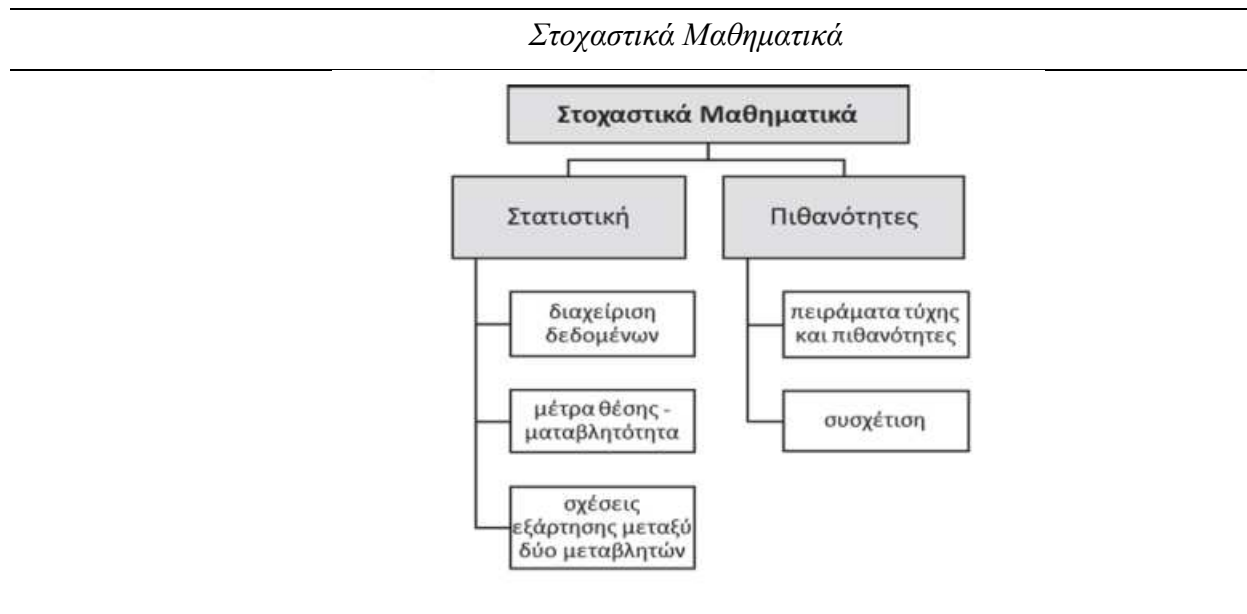 Στοχαστικά Μαθηματικά
Στοχαστικά Μαθηματικά
Στατιστική
Πιθανότητες
διαχείριση
δεδομένων
μέτρα θέσης -
ματαβλητότητα
σχέσεις
εξάρτησης μεταξύ
δύο μεταβλητών
πειράματα τύχης
και πιθανότητες
συσχέτιση